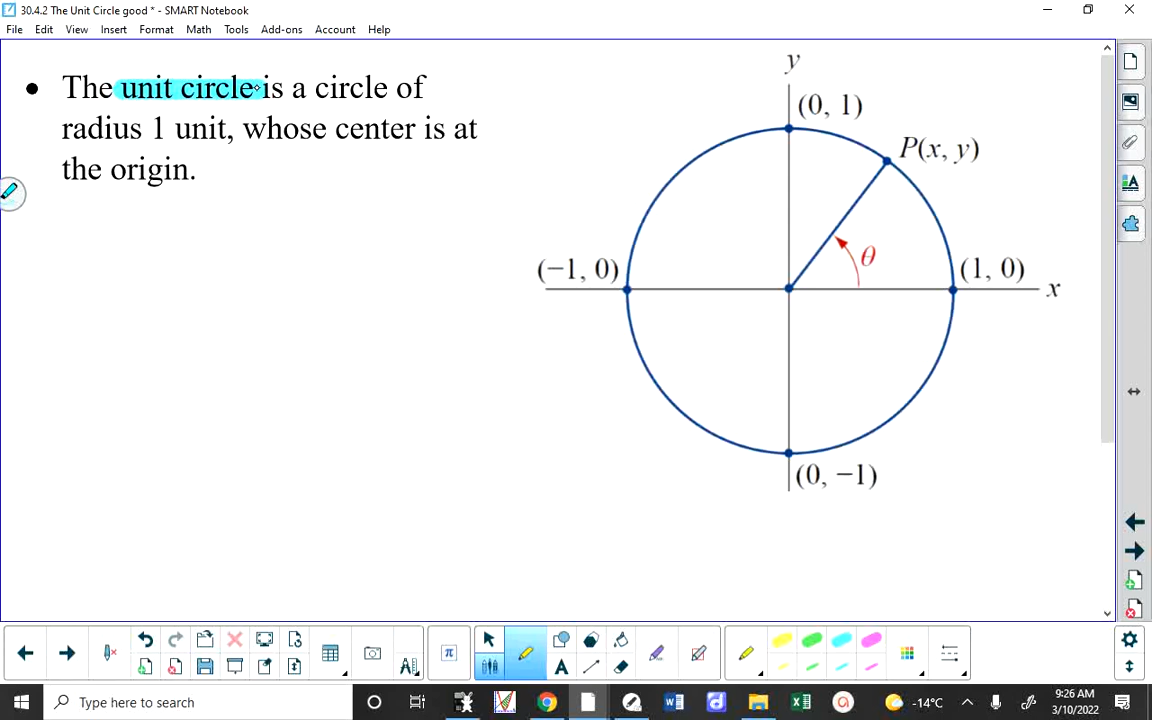 30.4.2 The Unit Circle good * - SMART Notebook
File Edit View Insert Format Math Tools Add-ons Account Help
• The unit circle is a circle of
radius 1 unit, whose center is at
the origin.
y
(0, 1)
P(x, y)
θ
(−1, 0)
(1, 0)
x
(0, −1)
π
Type here to search
-14°C
9:26 AM
3/10/2022